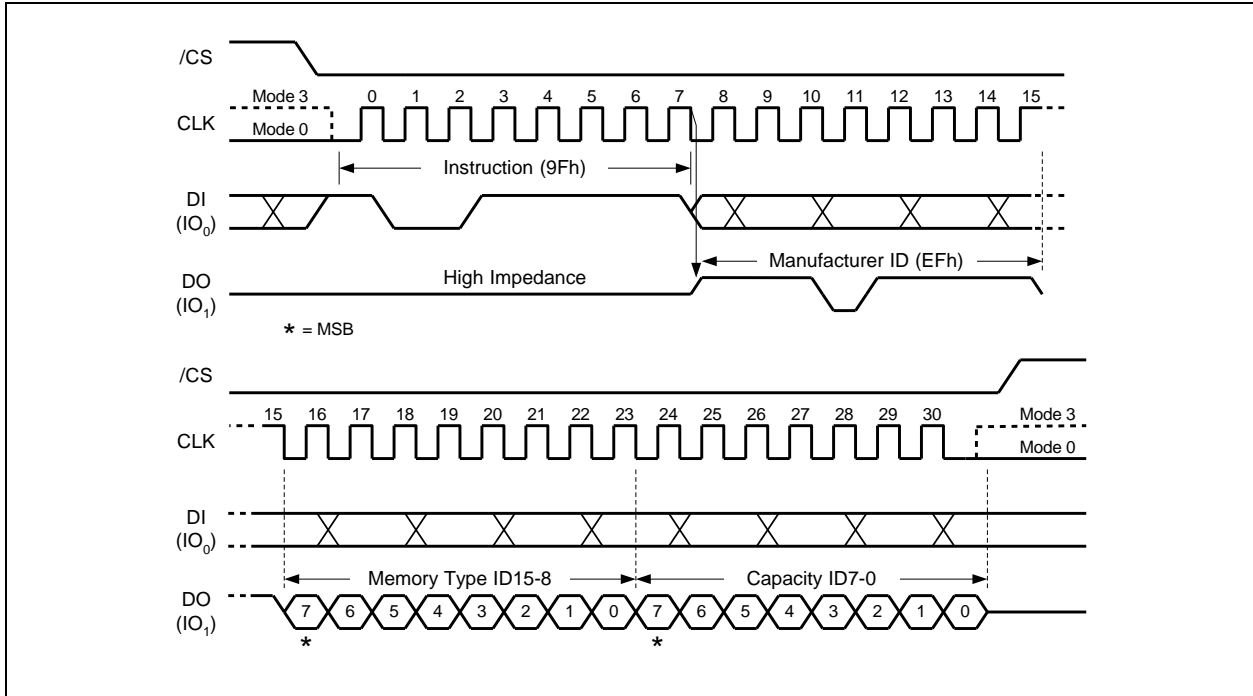 /CS
Mode 3 0 1 2 3 4 5 6 7 8 9 10 11 12 13 14 15
CLK
Mode 0
Instruction (9Fh)
DI
(IO0)
Manufacturer ID (EFh)
High Impedance
DO
(IO1)
* = MSB
/CS
15 16 17 18 19 20 21 22 23 24 25 26 27 28 29 30 Mode 3
CLK
Mode 0
DI
(IO0)
Memory Type ID15-8 Capacity ID7-0
DO 7 6 5 4 3 2 1 0 7 6 5 4 3 2 1 0
(IO1)
* *